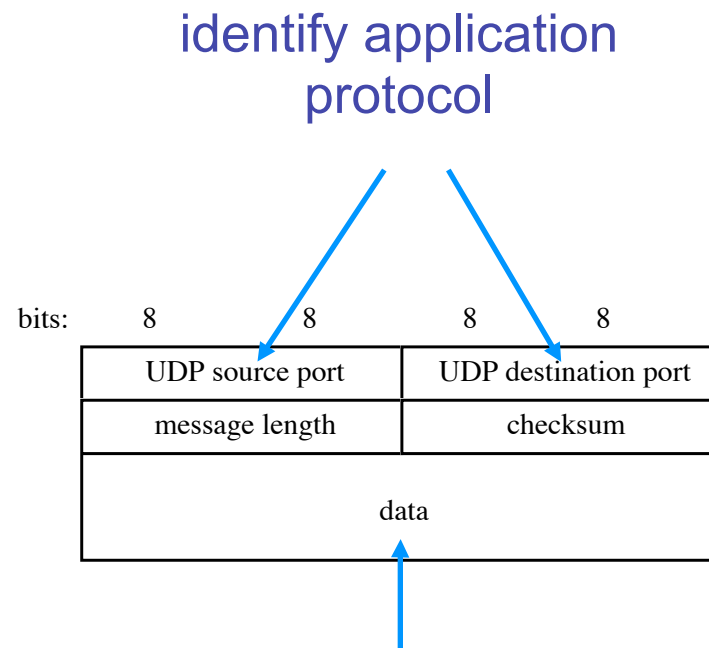 identify application
protocol
bits: 8 8 8 8
UDP source port UDP destination port
message length checksum
data